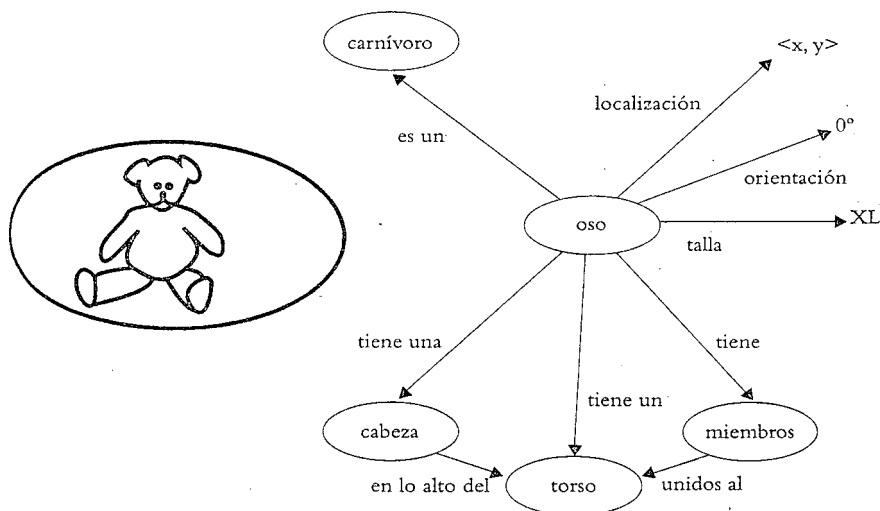 carnívoro
<x, y>
localización
es un
0º
orientación
oso
XL
talla
tiene una
tiene
tiene un
cabeza
miembros
en lo alto del
torso
unidos al